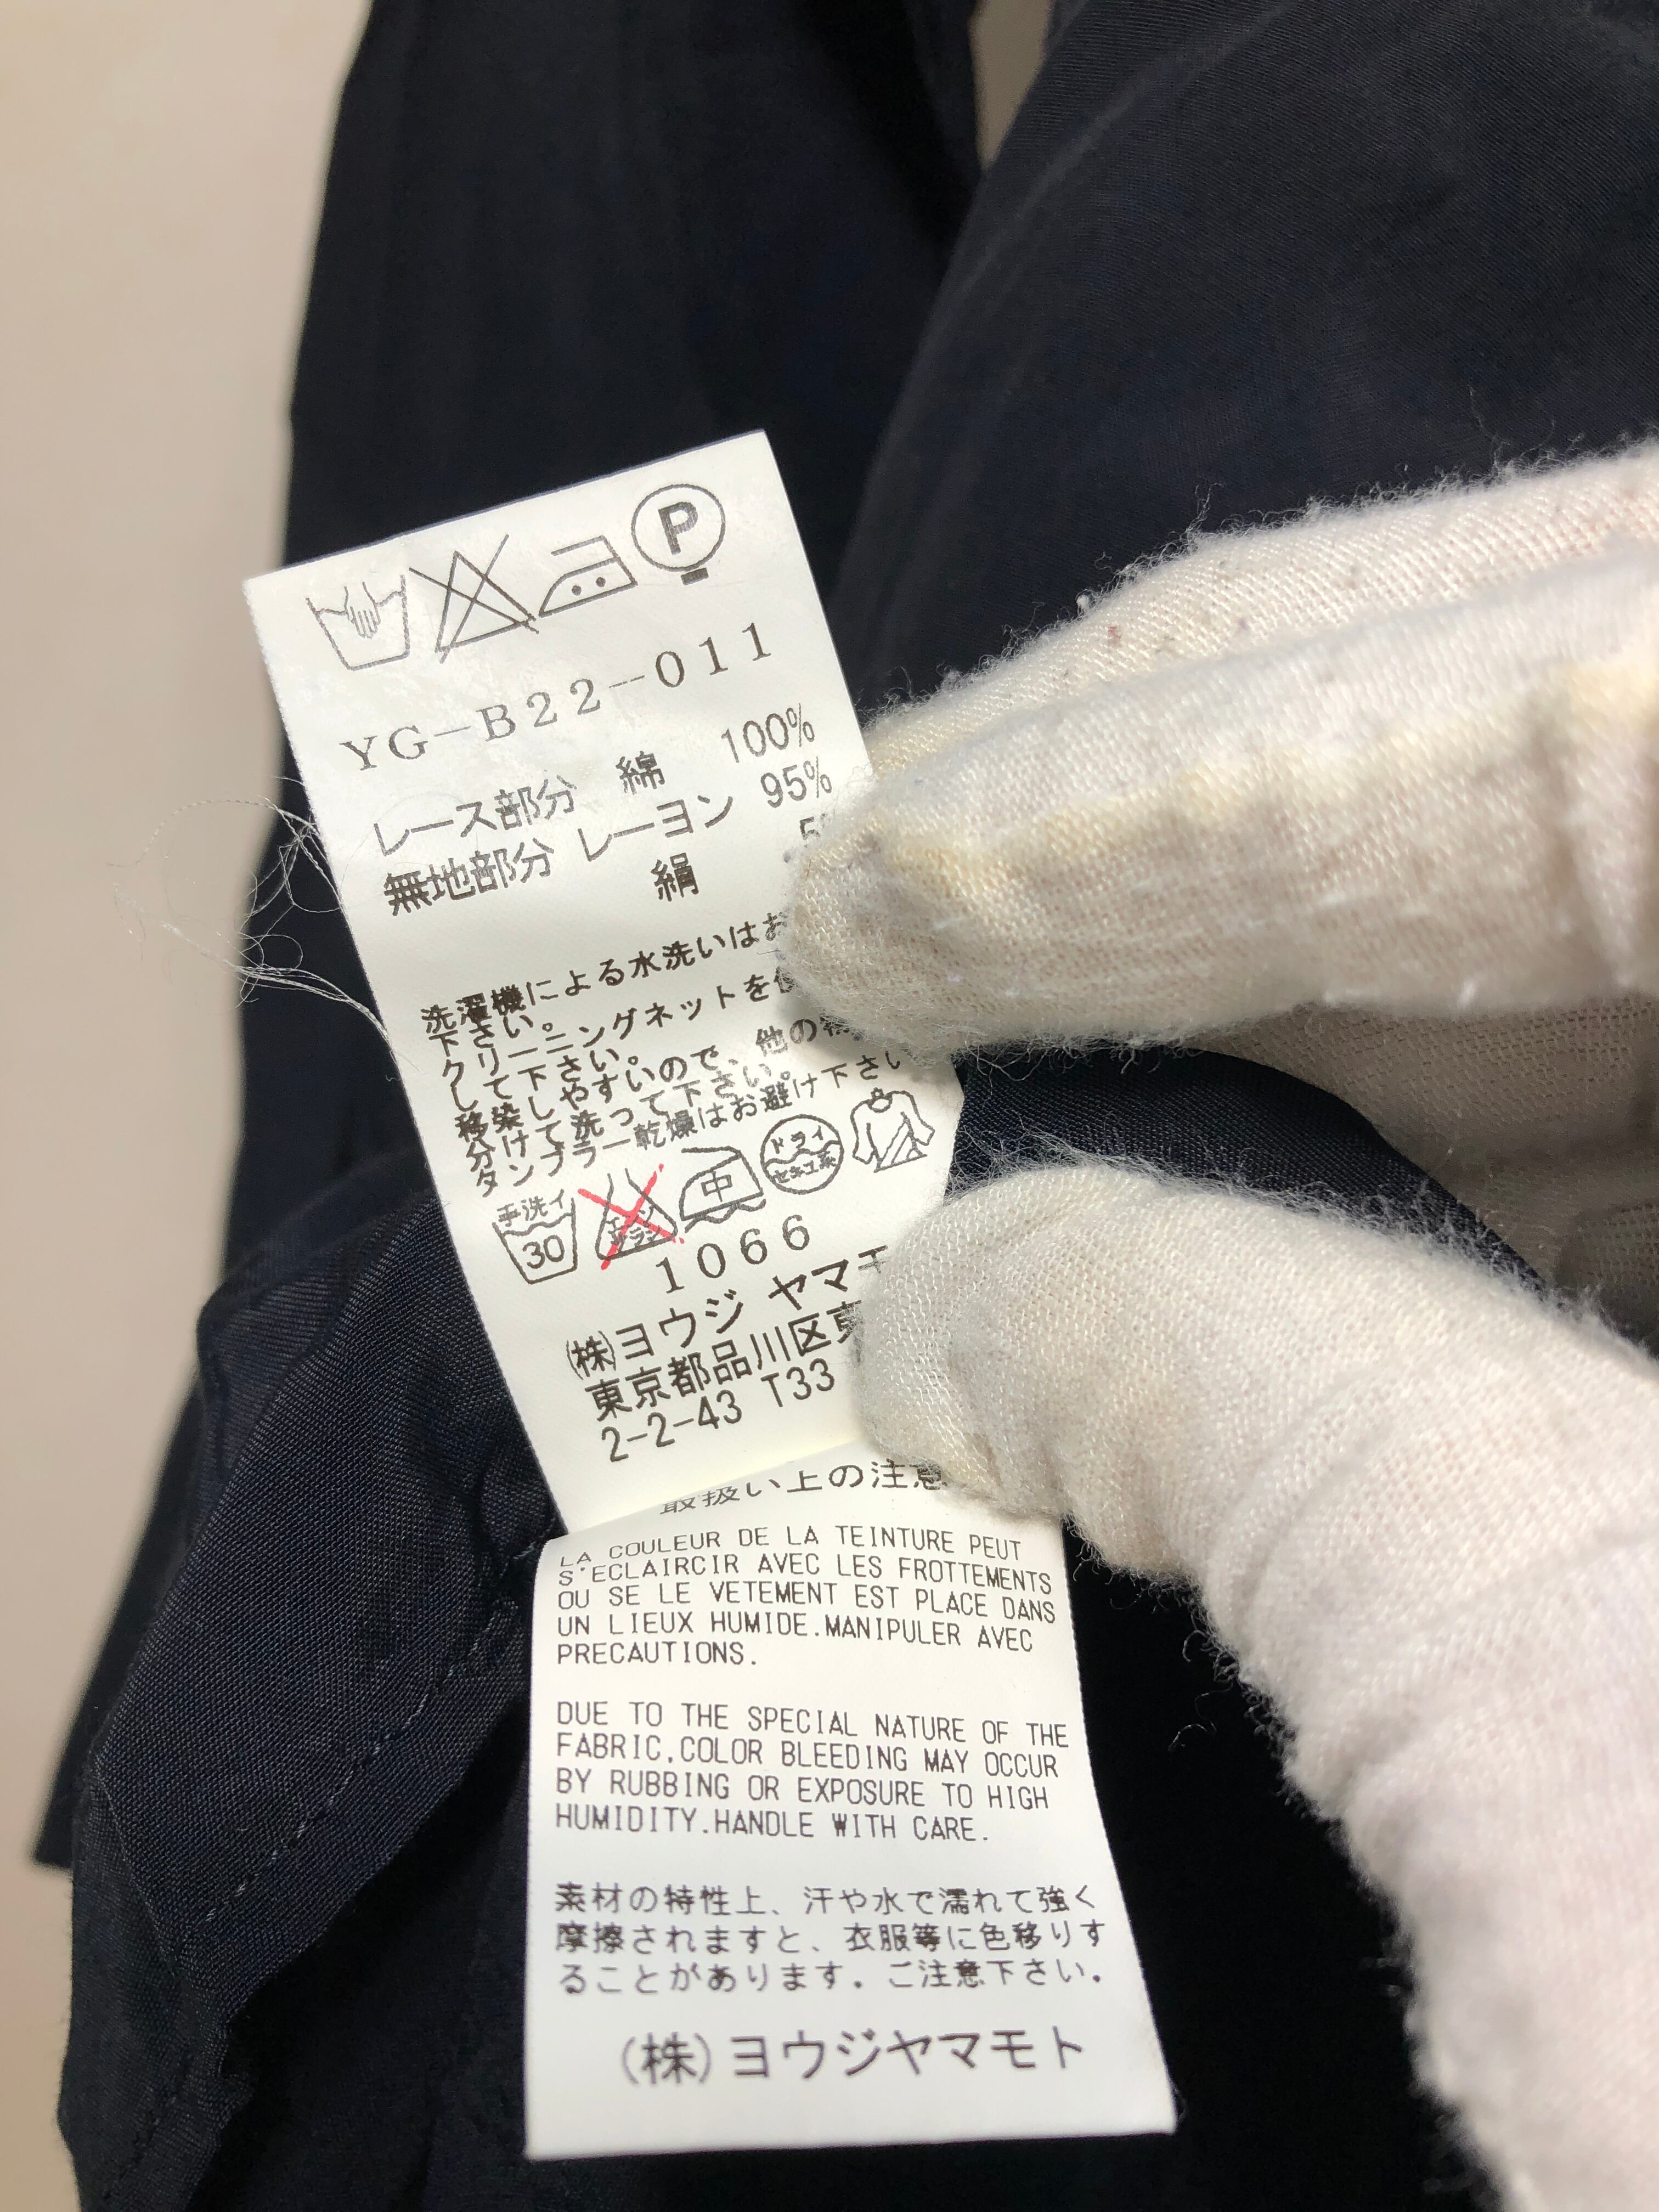 P
YG-B22-011
レース部分 綿 100%
無地部分 レーヨン 95%
絹
洗濯機による水洗いはお
下さい。
クリーニングネットを
して下さい。
移染しやすいので、他の
分けて洗って下さい。
タンブラー乾燥はお避け下さい
手洗イ 30 エンソ サラシ 中 ドライ セキユ系
1066
(株)ヨウジ ヤマモ
東京都品川区東
2-2-43 T33
取扱い上の注意
LA COULEUR DE LA TEINTURE PEUT
S'ECLAIRCIR AVEC LES FROTTEMENTS
OU SE LE VETEMENT EST PLACE DANS
UN LIEUX HUMIDE.MANIPULER AVEC
PRECAUTIONS.
DUE TO THE SPECIAL NATURE OF THE
FABRIC,COLOR BLEEDING MAY OCCUR
BY RUBBING OR EXPOSURE TO HIGH
HUMIDITY.HANDLE WITH CARE.
素材の特性上、汗や水で濡れて強く
摩擦されますと、衣服等に色移りす
ることがあります。ご注意下さい。
(株)ヨウジヤマモト